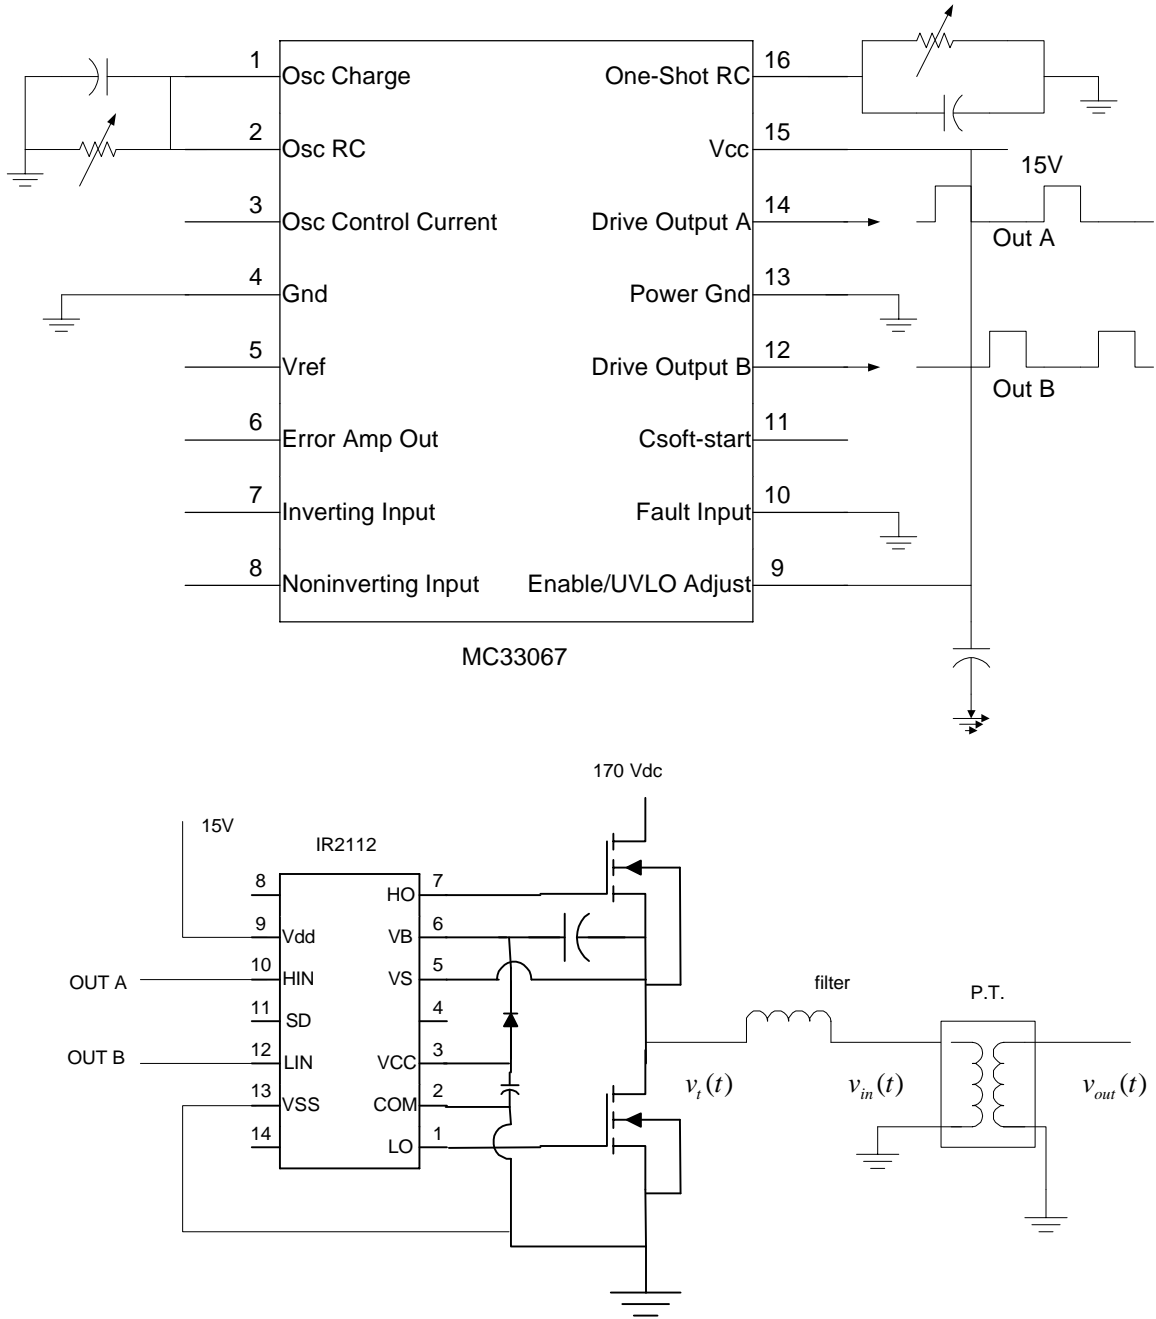 1 Osc Charge One-Shot RC 16
2 Osc RC Vcc 15
15V
3 Osc Control Current Drive Output A 14
Out A
4 Gnd Power Gnd 13
5 Vref Drive Output B 12
Out B
6 Error Amp Out Csoft-start 11
7 Inverting Input Fault Input 10
8 Noninverting Input Enable/UVLO Adjust 9
MC33067
170 Vdc
15V
IR2112
8 HO 7
9 Vdd VB 6
OUT A 10 HIN VS 5
filter
P.T.
11 SD 4
OUT B 12 LIN VCC 3
v_t(t) v_in(t) v_out(t)
13 VSS COM 2
14 LO 1